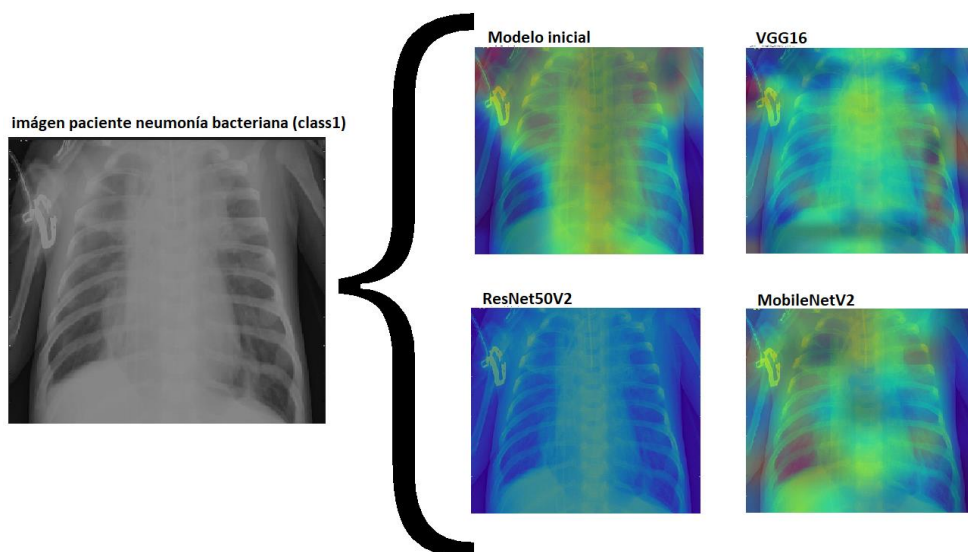 imágen paciente neumonía bacteriana (class1)
Modelo inicial
VGG16
ResNet50V2
MobileNetV2